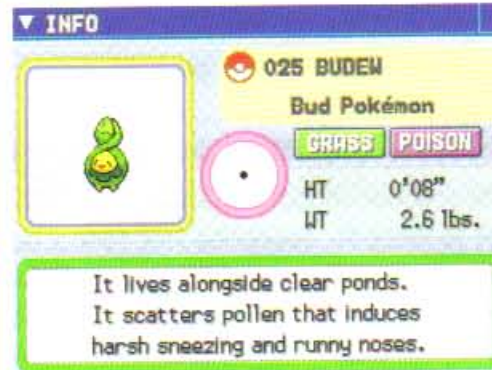 ▼ INFO
025 BUDEW
Bud Pokémon
GRASS POISON
HT 0'08"
WT 2.6 lbs.
It lives alongside clear ponds.
It scatters pollen that induces
harsh sneezing and runny noses.